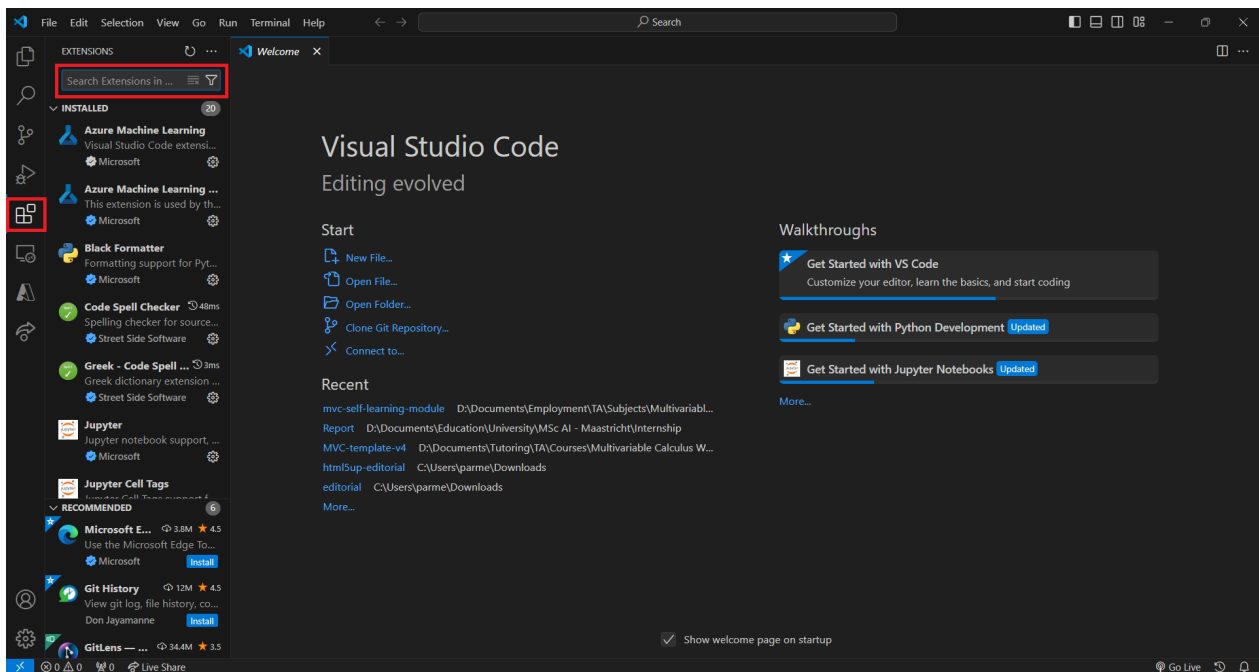 File Edit Selection View Go Run Terminal Help
Search
EXTENSIONS
Search Extensions in ...
INSTALLED 20
Azure Machine Learning
Visual Studio Code extensi...
Microsoft
Azure Machine Learning ...
This extension is used by th...
Microsoft
Black Formatter
Formatting support for Pyt...
Microsoft
Code Spell Checker 48ms
Spelling checker for source...
Street Side Software
Greek - Code Spell ... 3ms
Greek dictionary extension ...
Street Side Software
Jupyter
Jupyter notebook support, ...
Microsoft
Jupyter Cell Tags
RECOMMENDED 6
Microsoft E... 3.8M 4.5
Use the Microsoft Edge To...
Microsoft Install
Git History 12M 4.5
View git log, file history, co...
Don Jayamanne Install
GitLens — ... 34.4M 3.5
Welcome
Visual Studio Code
Editing evolved
Start
New File...
Open File...
Open Folder...
Clone Git Repository...
Connect to...
Recent
mvc-self-learning-module D:\Documents\Employment\TA\Subjects\Multivariabl...
Report D:\Documents\Education\University\MSc AI - Maastricht\Internship
MVC-template-v4 D:\Documents\Tutoring\TA\Courses\Multivariable Calculus W...
html5up-editorial C:\Users\parme\Downloads
editorial C:\Users\parme\Downloads
More...
Walkthroughs
Get Started with VS Code
Customize your editor, learn the basics, and start coding
Get Started with Python Development Updated
Get Started with Jupyter Notebooks Updated
More...
Show welcome page on startup
0 0 0 Live Share
Go Live